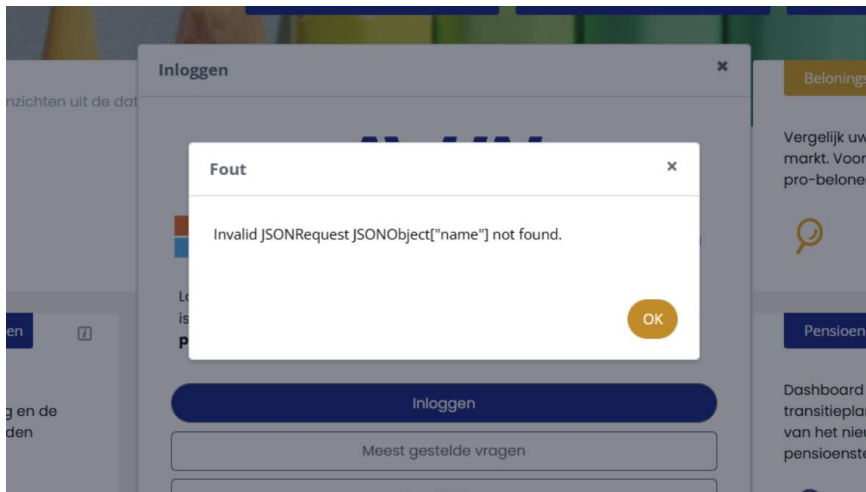 Inloggen
×
Belonings
nzichten uit de dat
Vergelijk uw
markt. Voor
pro-belone
Fout
×
Invalid JSONRequest JSONObject["name"] not found.
OK
en
i
Pensioen
g en de
den
Inloggen
Meest gestelde vragen
Dashboard
transitiepla
van het nie
pensioenste